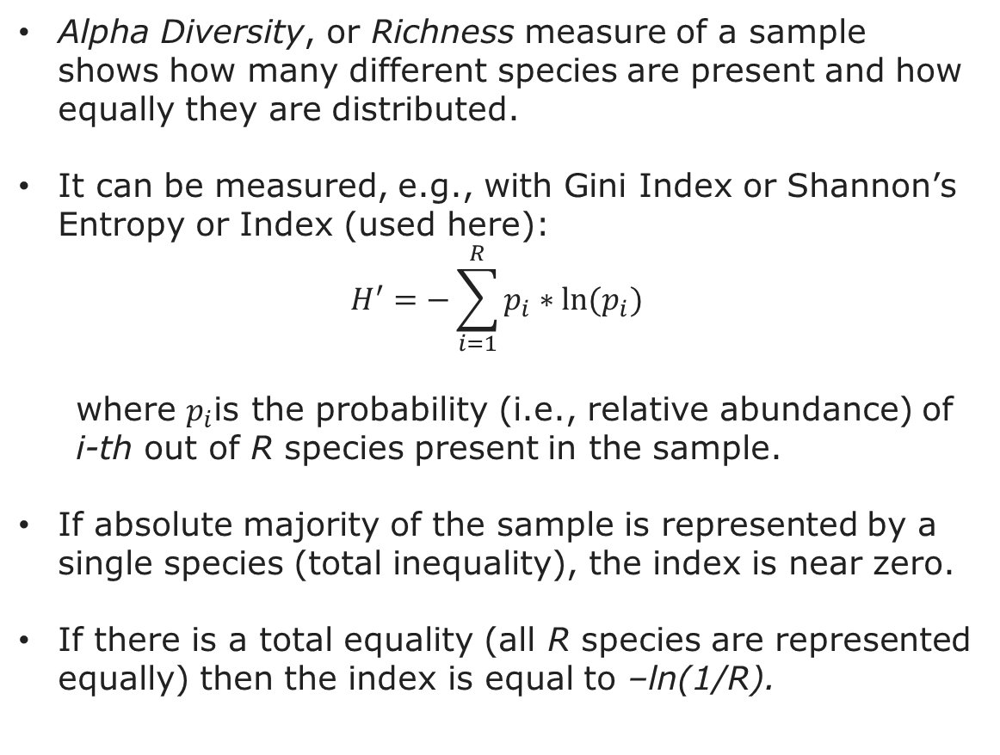 • Alpha Diversity, or Richness measure of a sample
shows how many different species are present and how
equally they are distributed.
• It can be measured, e.g., with Gini Index or Shannon’s
Entropy or Index (used here):
R
H′ = − ∑ pᵢ ∗ ln(pᵢ)
i=1
where pᵢ is the probability (i.e., relative abundance) of
i-th out of R species present in the sample.
• If absolute majority of the sample is represented by a
single species (total inequality), the index is near zero.
• If there is a total equality (all R species are represented
equally) then the index is equal to –ln(1/R).